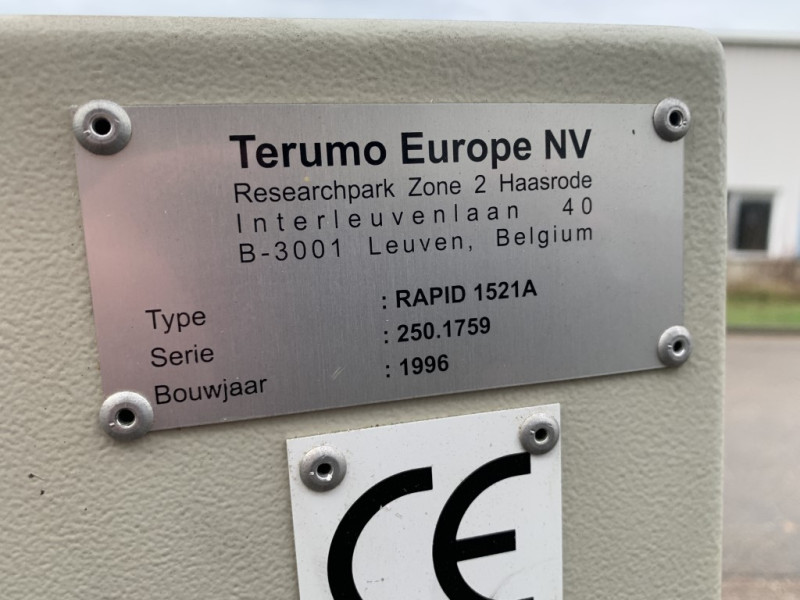 Terumo Europe NV
Researchpark Zone 2 Haasrode
Interleuvenlaan 40
B-3001 Leuven, Belgium
Type : RAPID 1521A
Serie : 250.1759
Bouwjaar : 1996
CE